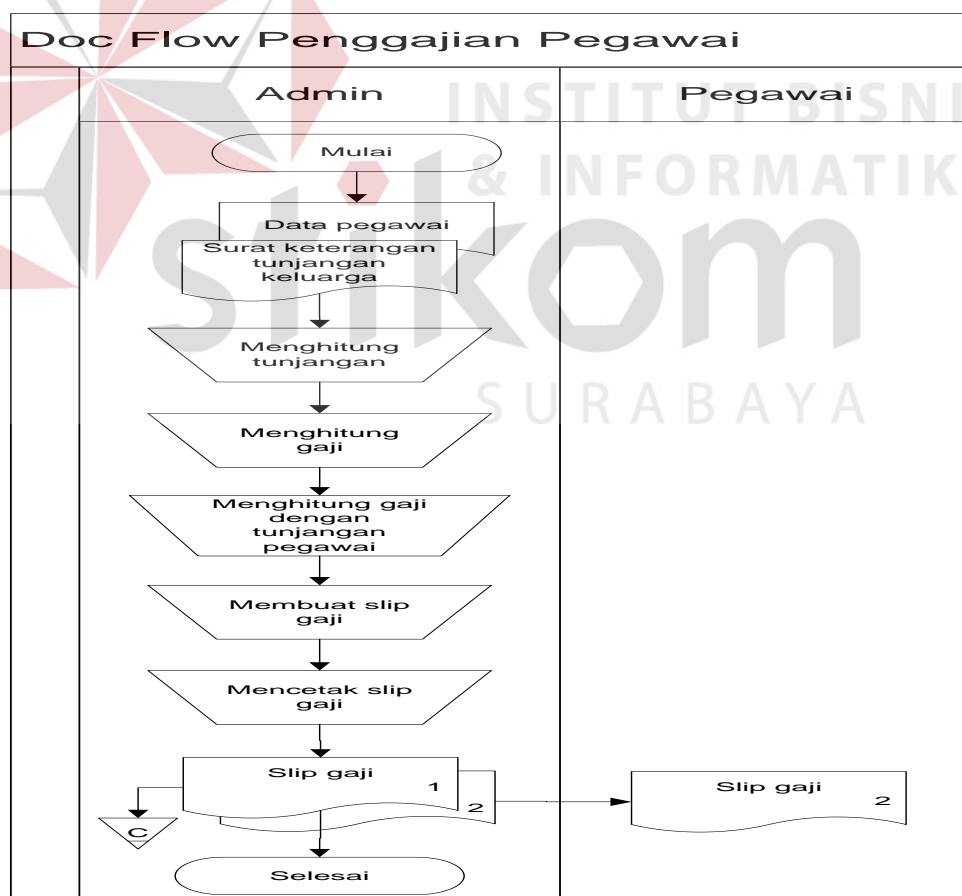 Doc Flow Penggajian Pegawai
Admin
Pegawai
INSTITUT BISNI
& INFORMATIK
stikom
SURABAYA
Mulai
Data pegawai
Surat keterangan
tunjangan
keluarga
Menghitung
tunjangan
Menghitung
gaji
Menghitung gaji
dengan
tunjangan
pegawai
Membuat slip
gaji
Mencetak slip
gaji
Slip gaji
1
2
Slip gaji
2
C
Selesai